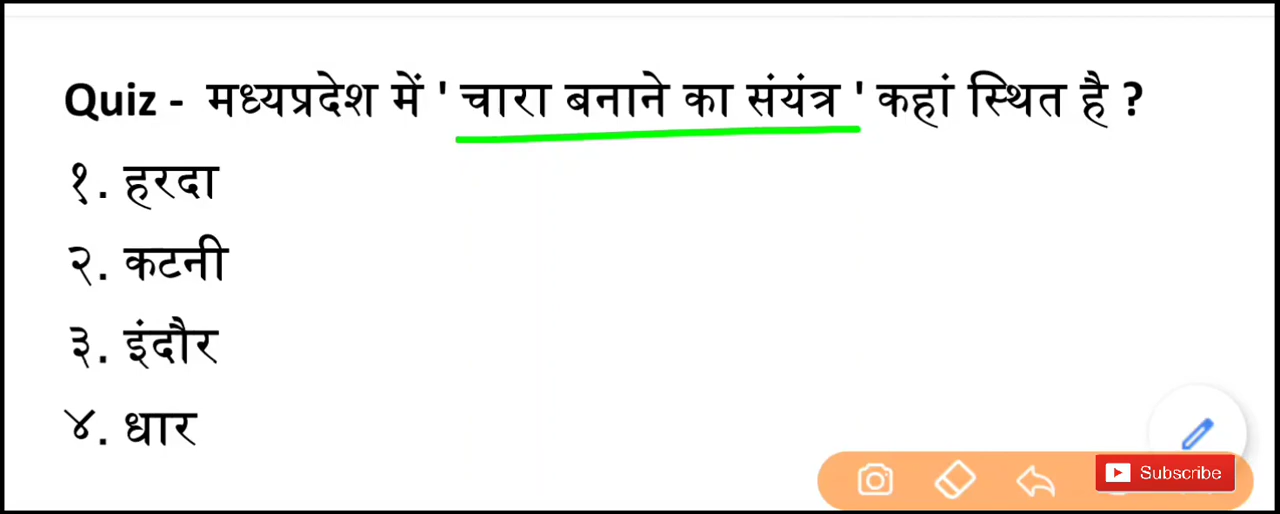 Quiz - मध्यप्रदेश में ' चारा बनाने का संयंत्र ' कहां स्थित है ?
१. हरदा
२. कटनी
३. इंदौर
४. धार
Subscribe